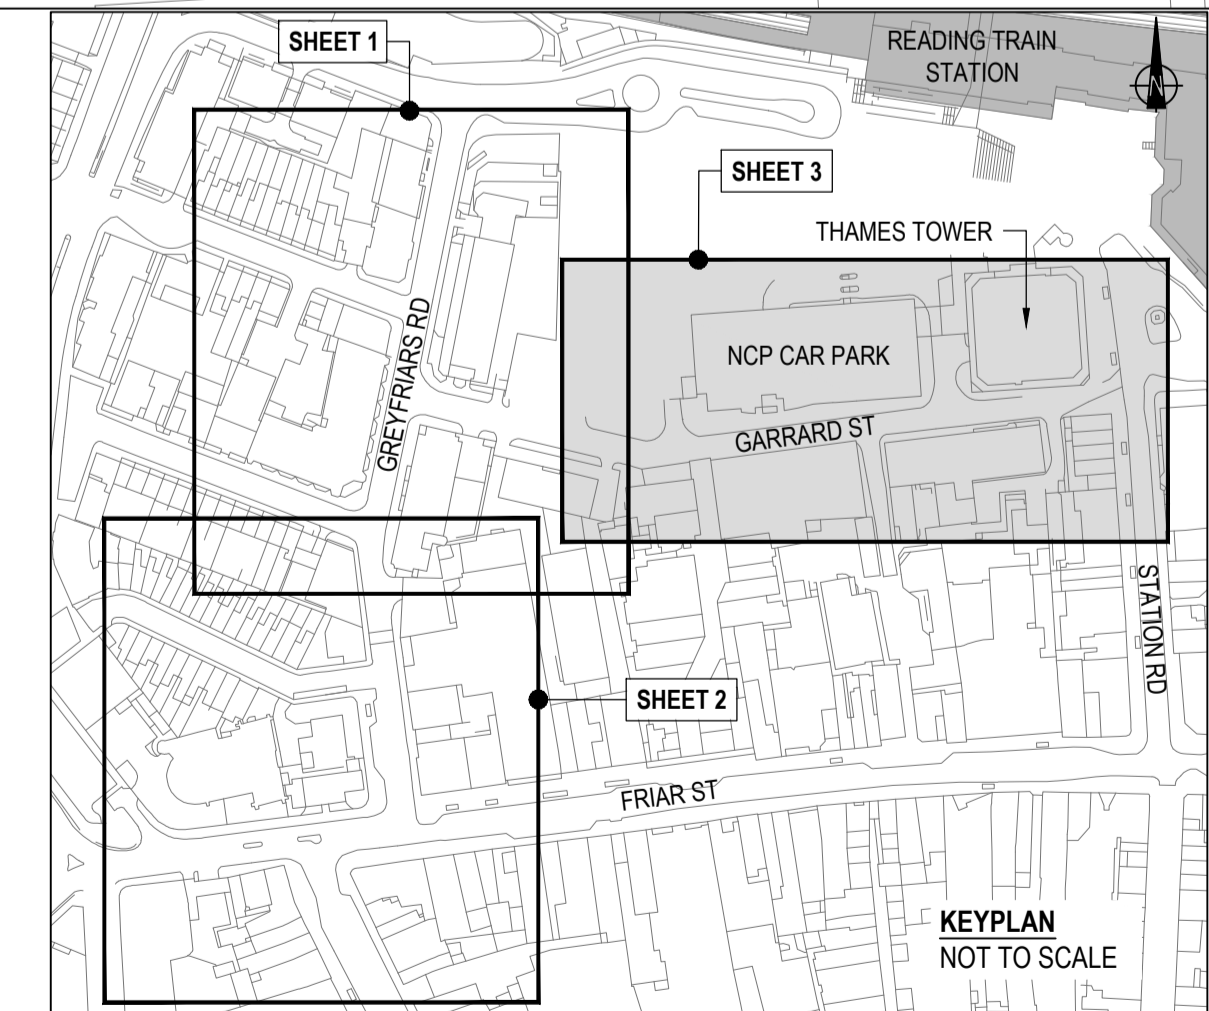 SHEET 1
READING TRAIN
STATION
N
SHEET 3
THAMES TOWER
NCP CAR PARK
GREYFRIARS RD
GARRARD ST
STATION RD
SHEET 2
FRIAR ST
KEYPLAN
NOT TO SCALE